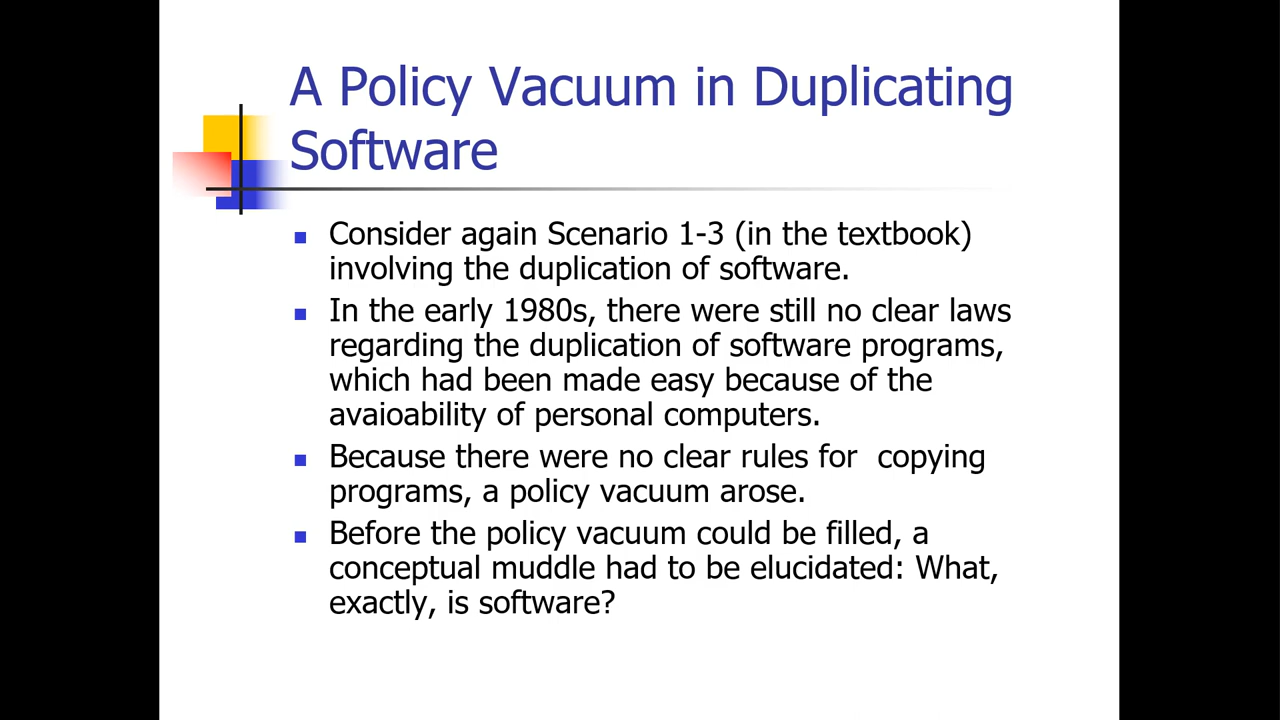 A Policy Vacuum in Duplicating
Software
Consider again Scenario 1-3 (in the textbook)
involving the duplication of software.
In the early 1980s, there were still no clear laws
regarding the duplication of software programs,
which had been made easy because of the
avaioability of personal computers.
Because there were no clear rules for  copying
programs, a policy vacuum arose.
Before the policy vacuum could be filled, a
conceptual muddle had to be elucidated: What,
exactly, is software?